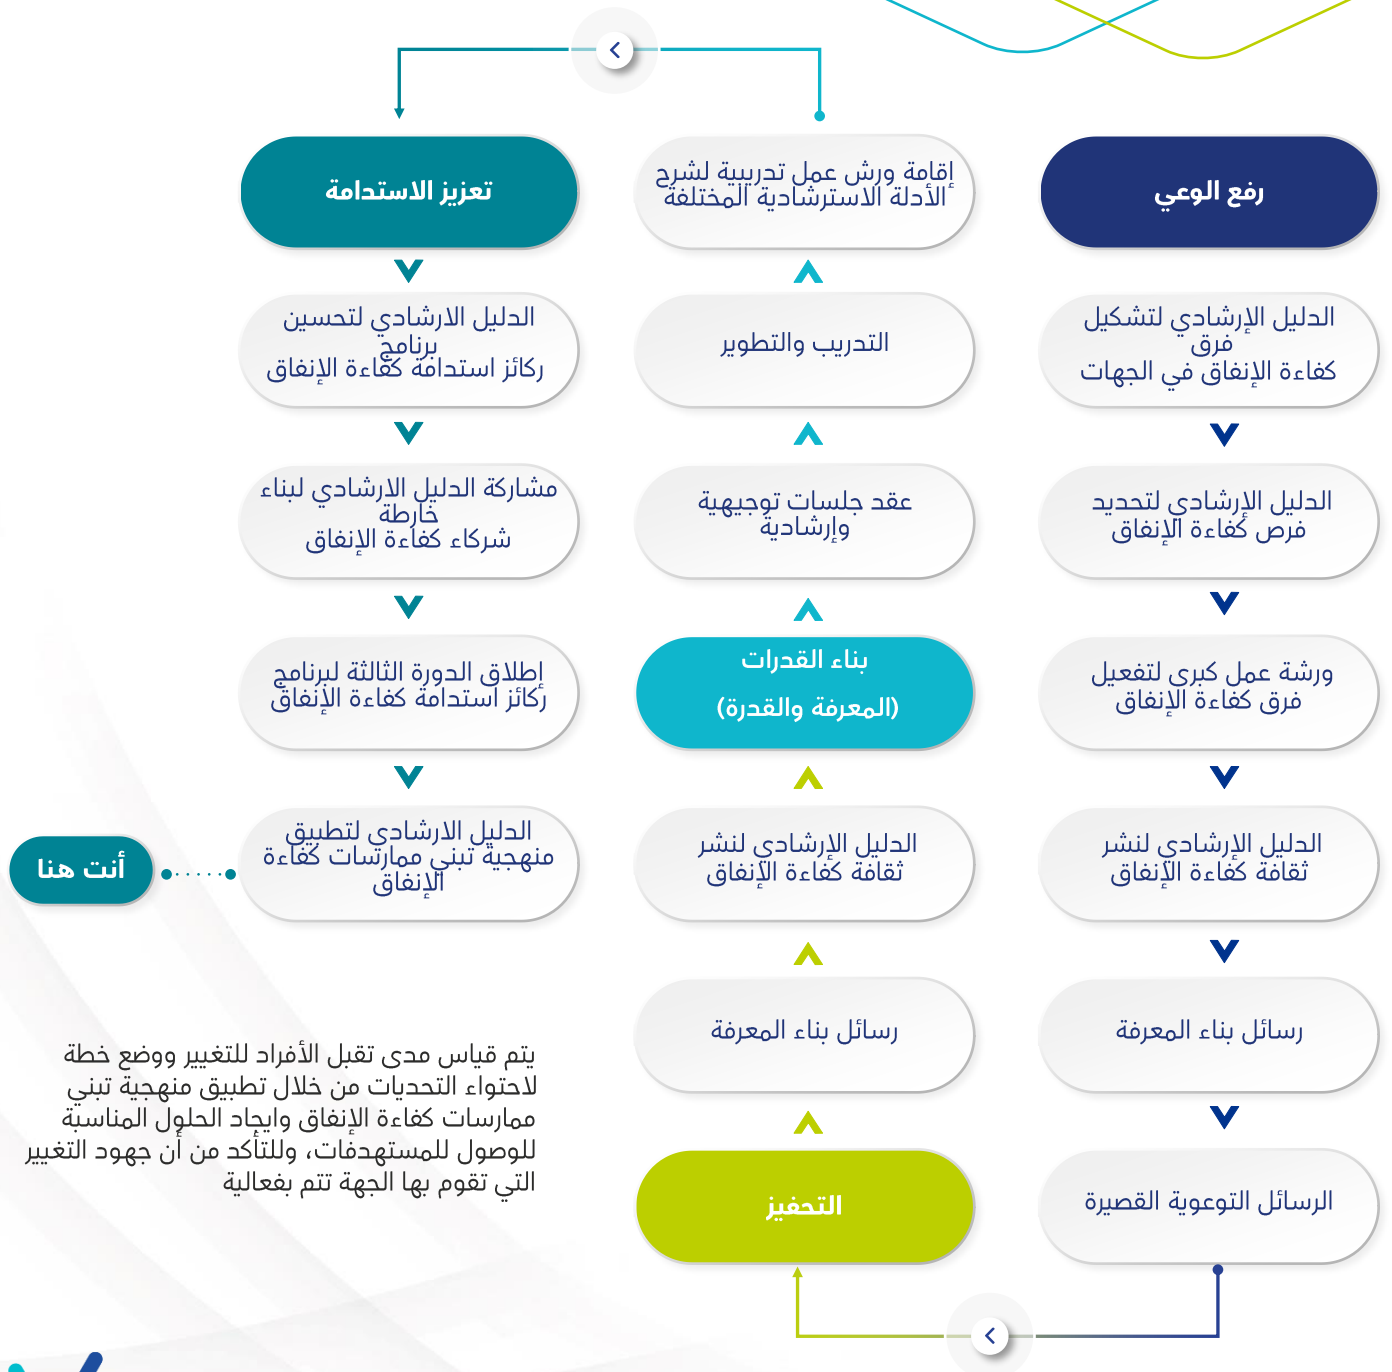 رفع الوعي
الدليل الإرشادي لتشكيل
فرق
كفاءة الإنفاق في الجهات
الدليل الإرشادي لتحديد
فرص كفاءة الإنفاق
ورشة عمل كبرى لتفعيل
فرق كفاءة الإنفاق
الدليل الإرشادي لنشر
ثقافة كفاءة الإنفاق
رسائل بناء المعرفة
الرسائل التوعوية القصيرة
التحفيز
رسائل بناء المعرفة
الدليل الإرشادي لنشر
ثقافة كفاءة الإنفاق
بناء القدرات
(المعرفة والقدرة)
عقد جلسات توجيهية
وإرشادية
التدريب والتطوير
إقامة ورش عمل تدريبية لشرح
الأدلة الاسترشادية المختلفة
تعزيز الاستدامة
الدليل الارشادي لتحسين
برنامج
ركائز استدامة كفاءة الإنفاق
مشاركة الدليل الارشادي لبناء
خارطة
شركاء كفاءة الإنفاق
إطلاق الدورة الثالثة لبرنامج
ركائز استدامة كفاءة الإنفاق
الدليل الارشادي لتطبيق
منهجية تبني ممارسات كفاءة
الإنفاق
أنت هنا
يتم قياس مدى تقبل الأفراد للتغيير ووضع خطة
لاحتواء التحديات من خلال تطبيق منهجية تبني
ممارسات كفاءة الإنفاق وايجاد الحلول المناسبة
للوصول للمستهدفات، وللتأكد من أن جهود التغيير
التي تقوم بها الجهة تتم بفعالية